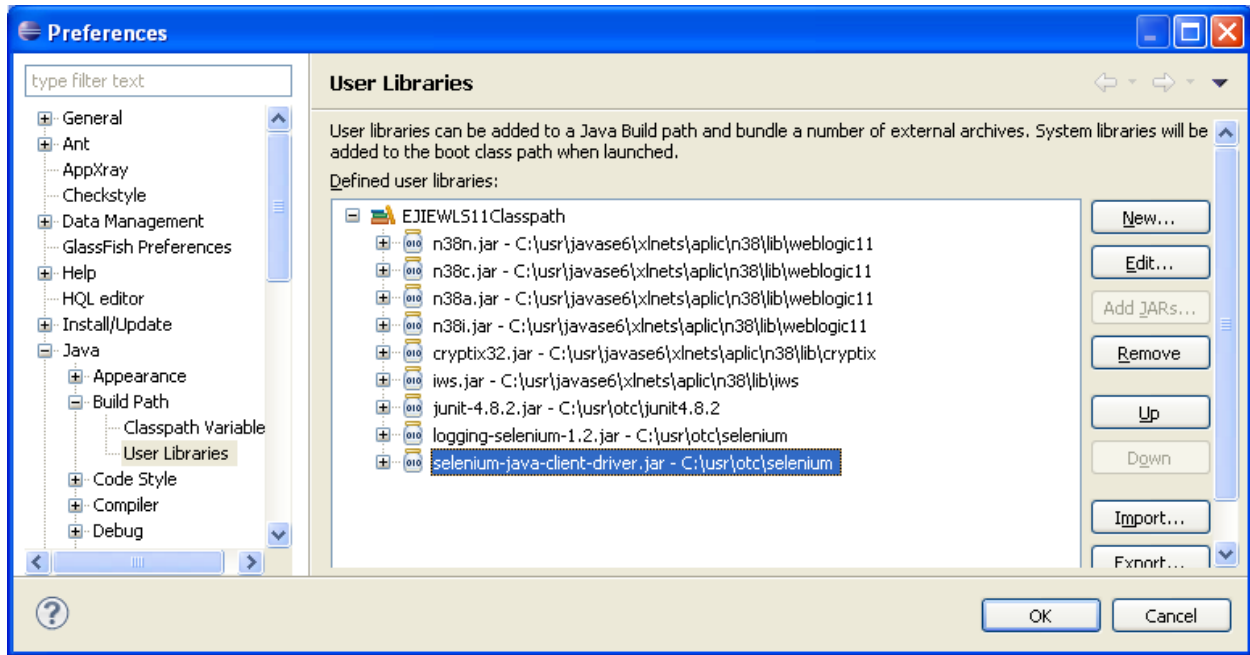 Preferences
type filter text
General
Ant
AppXray
Checkstyle
Data Management
GlassFish Preferences
Help
HQL editor
Install/Update
Java
Appearance
Build Path
Classpath Variable
User Libraries
Code Style
Compiler
Debug
User Libraries
User libraries can be added to a Java Build path and bundle a number of external archives. System libraries will be
added to the boot class path when launched.
Defined user libraries:
EJIEWLS11Classpath
n38n.jar - C:\usr\javase6\xlnets\aplic\n38\lib\weblogic11
n38c.jar - C:\usr\javase6\xlnets\aplic\n38\lib\weblogic11
n38a.jar - C:\usr\javase6\xlnets\aplic\n38\lib\weblogic11
n38i.jar - C:\usr\javase6\xlnets\aplic\n38\lib\weblogic11
cryptix32.jar - C:\usr\javase6\xlnets\aplic\n38\lib\cryptix
iws.jar - C:\usr\javase6\xlnets\aplic\n38\lib\iws
junit-4.8.2.jar - C:\usr\otc\junit4.8.2
logging-selenium-1.2.jar - C:\usr\otc\selenium
selenium-java-client-driver.jar - C:\usr\otc\selenium
New...
Edit...
Add JARs...
Remove
Up
Down
Import...
Export...
OK
Cancel